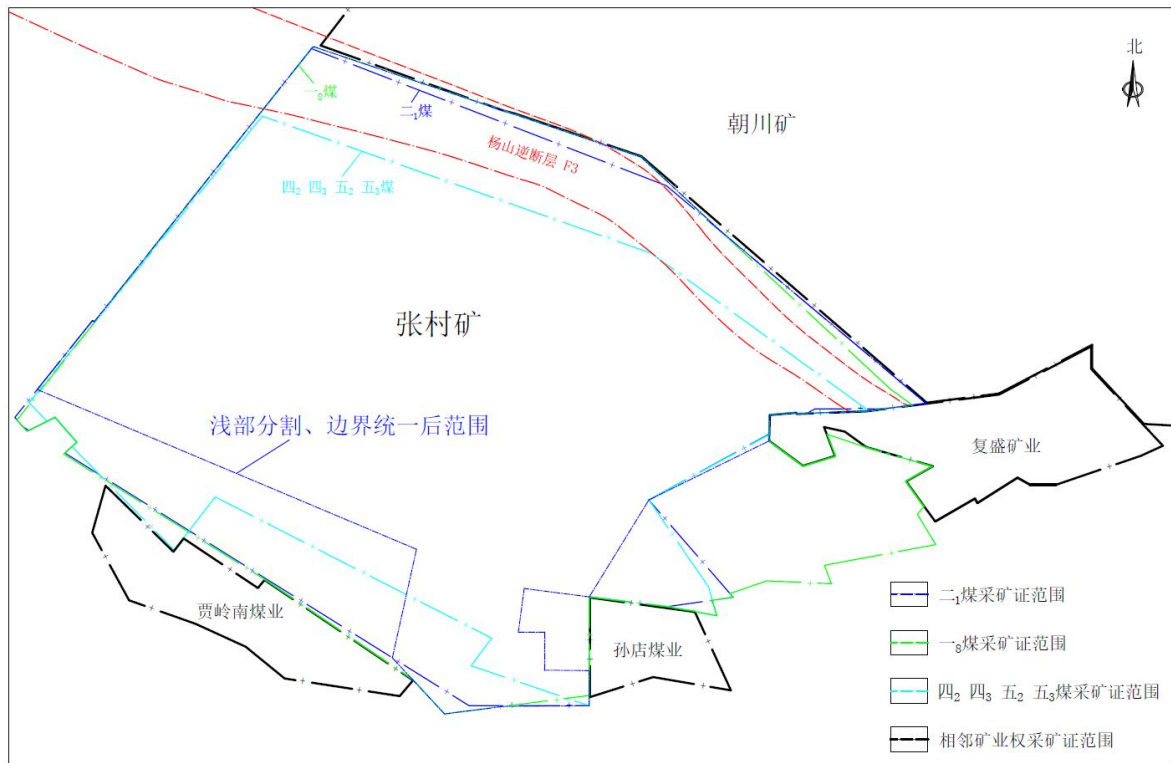 北
一₈煤
二₁煤
朝川矿
杨山逆断层 F3
四₂ 四₃ 五₂ 五₃煤
张村矿
浅部分割、边界统一后范围
复盛矿业
贾岭南煤业
孙店煤业
二₁煤采矿证范围
一₈煤采矿证范围
四₂ 四₃ 五₂ 五₃煤采矿证范围
相邻矿业权采矿证范围